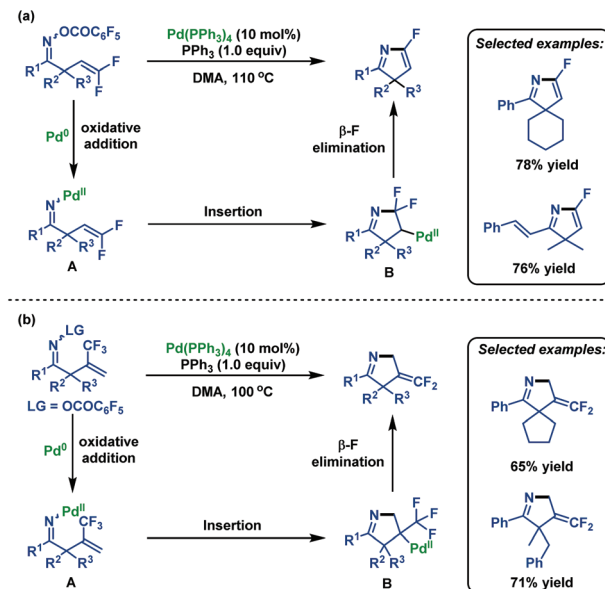 (a)
N OCOC₆F₅
R¹ R² R³ F F
Pd(PPh₃)₄ (10 mol%)
PPh₃ (1.0 equiv)
DMA, 110 °C
N F
R¹ R² R³
Pd⁰ oxidative
addition
β-F
elimination
N Pdᴵᴵ
R¹ R² R³ F F
A
Insertion
N F F
R¹ Pdᴵᴵ
R² R³
B
Selected examples:
N F
Ph
78% yield
N F
Ph
76% yield
(b)
N LG
CF₃
R¹ R² R³
LG = OCOC₆F₅
Pd(PPh₃)₄ (10 mol%)
PPh₃ (1.0 equiv)
DMA, 100 °C
N
R¹ CF₂
R² R³
Pd⁰ oxidative
addition
β-F
elimination
N Pdᴵᴵ
CF₃
R¹ R² R³
A
Insertion
N F
R¹ F F
R² R³ Pdᴵᴵ
B
Selected examples:
N
Ph CF₂
65% yield
N
Ph CF₂
Ph
71% yield